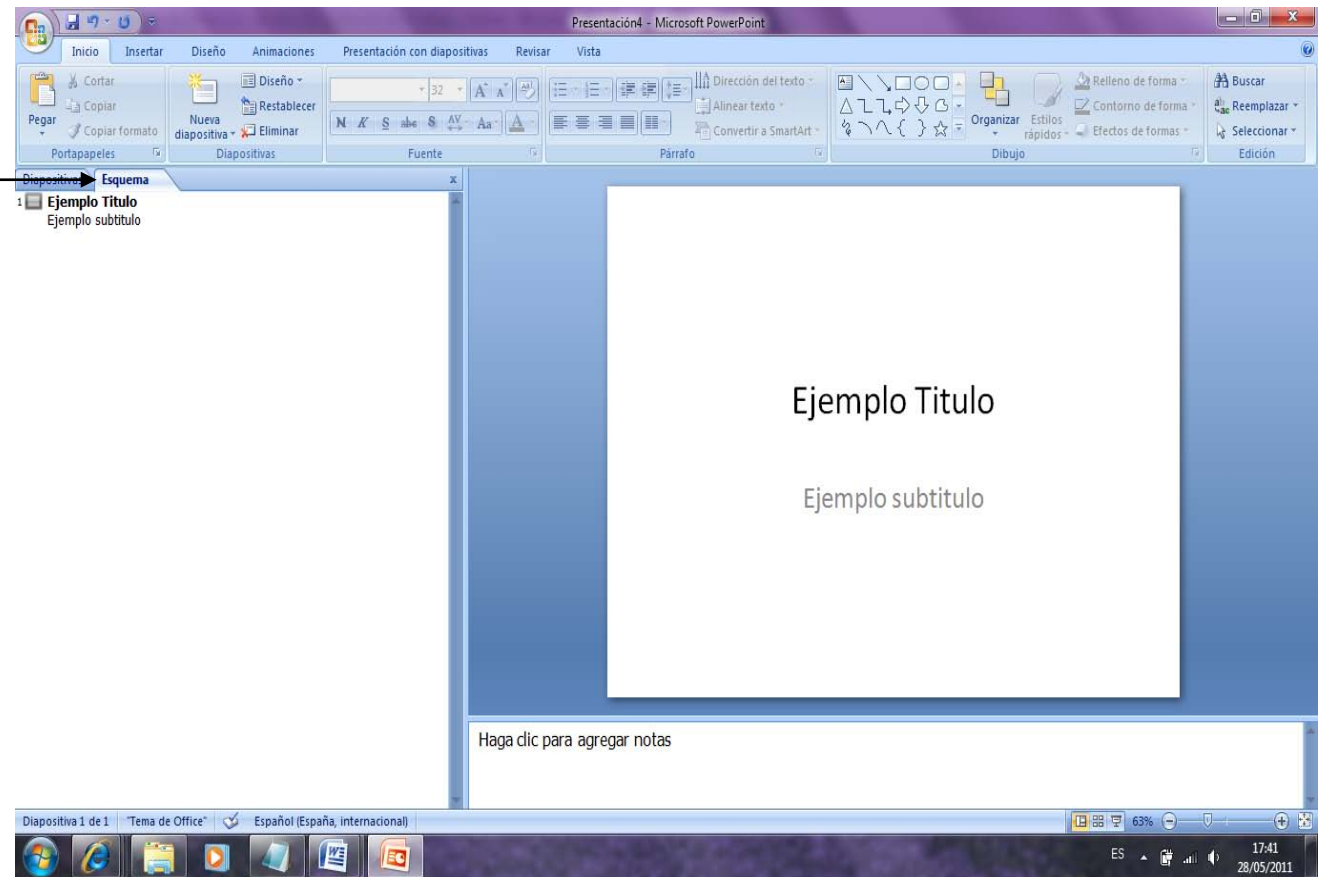 Presentación4 - Microsoft PowerPoint
Inicio Insertar Diseño Animaciones Presentación con diapositivas Revisar Vista
Pegar
Cortar
Copiar
Copiar formato
Portapapeles
Nueva diapositiva
Diseño
Restablecer
Eliminar
Diapositivas
32
N K S abc S AV Aa A
Fuente
Dirección del texto
Alinear texto
Convertir a SmartArt
Párrafo
Organizar
Estilos rápidos
Relleno de forma
Contorno de forma
Efectos de formas
Dibujo
Buscar
Reemplazar
Seleccionar
Edición
Diapositivas Esquema x
1 Ejemplo Titulo
Ejemplo subtitulo
Ejemplo Titulo
Ejemplo subtitulo
Haga clic para agregar notas
Diapositiva 1 de 1 "Tema de Office" Español (España, internacional) 63%
ES 17:41
28/05/2011